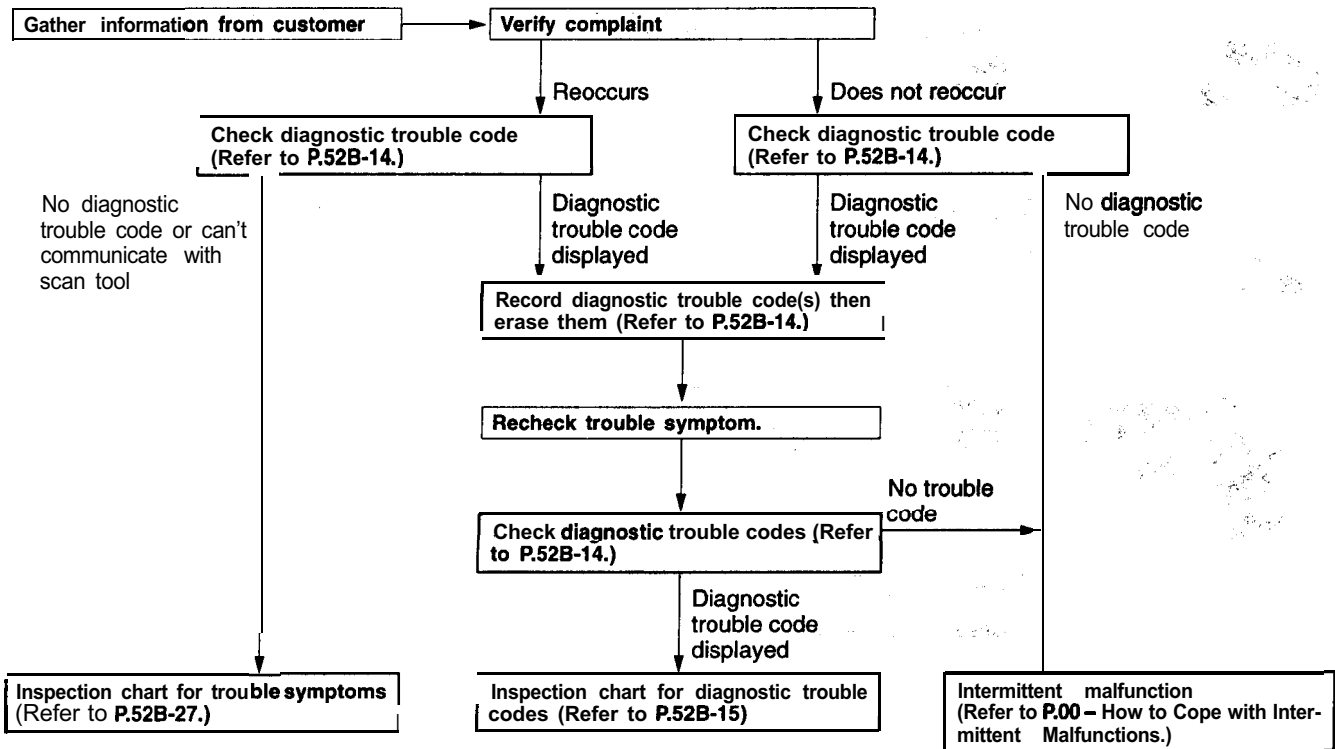 Gather information from customer
Verify complaint
Reoccurs
Does not reoccur
Check diagnostic trouble code
(Refer to P.52B-14.)
Check diagnostic trouble code
(Refer to P.52B-14.)
No diagnostic
trouble code or can't
communicate with
scan tool
Diagnostic
trouble code
displayed
Diagnostic
trouble code
displayed
No diagnostic
trouble code
Record diagnostic trouble code(s) then
erase them (Refer to P.52B-14.)
Recheck trouble symptom.
No trouble
code
Check diagnostic trouble codes (Refer
to P.52B-14.)
Diagnostic
trouble code
displayed
Inspection chart for trouble symptoms
(Refer to P.52B-27.)
Inspection chart for diagnostic trouble
codes (Refer to P.52B-15)
Intermittent malfunction
(Refer to P.00 – How to Cope with Inter-
mittent Malfunctions.)